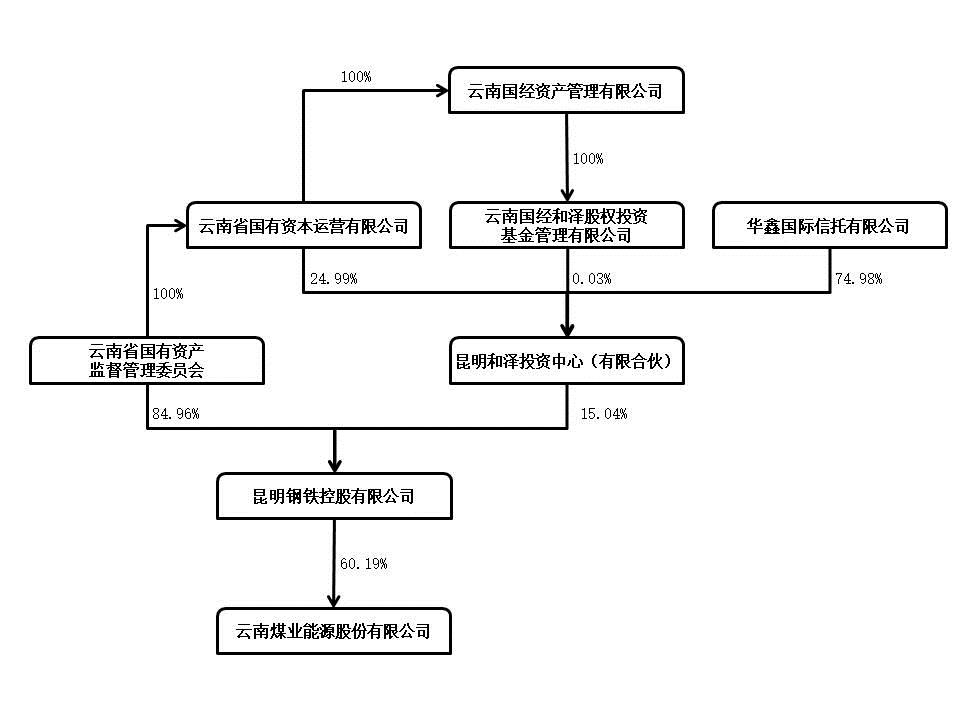 100%
云南国经资产管理有限公司
100%
云南省国有资本运营有限公司
云南国经和泽股权投资
基金管理有限公司
华鑫国际信托有限公司
24.99%
0.03%
74.98%
100%
云南省国有资产
监督管理委员会
昆明和泽投资中心（有限合伙）
84.96%
15.04%
昆明钢铁控股有限公司
60.19%
云南煤业能源股份有限公司